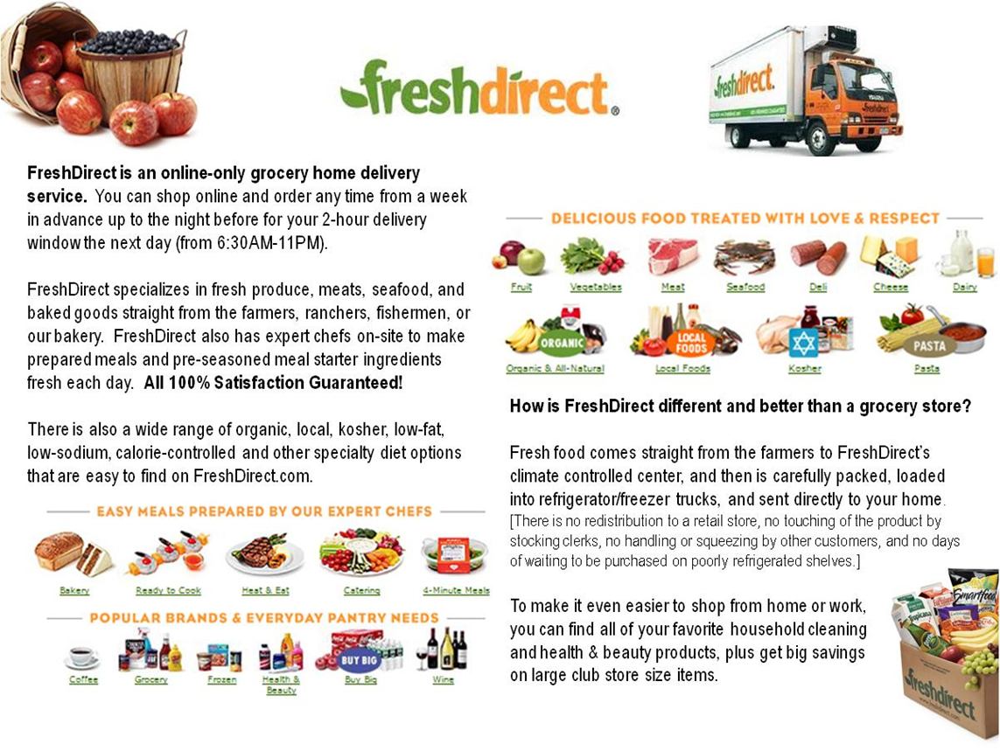 freshdirect.®
freshdirect.
ISUZU
freshdirect
FreshDirect is an online-only grocery home delivery
service. You can shop online and order any time from a week
in advance up to the night before for your 2-hour delivery
window the next day (from 6:30AM-11PM).
FreshDirect specializes in fresh produce, meats, seafood, and
baked goods straight from the farmers, ranchers, fishermen, or
our bakery. FreshDirect also has expert chefs on-site to make
prepared meals and pre-seasoned meal starter ingredients
fresh each day. All 100% Satisfaction Guaranteed!
There is also a wide range of organic, local, kosher, low-fat,
low-sodium, calorie-controlled and other specialty diet options
that are easy to find on FreshDirect.com.
EASY MEALS PREPARED BY OUR EXPERT CHEFS
Bakery Ready to Cook Heat & Eat Catering 4-Minute Meals
POPULAR BRANDS & EVERYDAY PANTRY NEEDS
BUY BIG
Coffee Grocery Frozen Health & Beauty Buy Big Wine
DELICIOUS FOOD TREATED WITH LOVE & RESPECT
Fruit Vegetables Meat Seafood Deli Cheese Dairy
ORGANIC LOCAL FOODS PASTA
Organic & All-Natural Local Foods Kosher Pasta
How is FreshDirect different and better than a grocery store?
Fresh food comes straight from the farmers to FreshDirect's
climate controlled center, and then is carefully packed, loaded
into refrigerator/freezer trucks, and sent directly to your home.
[There is no redistribution to a retail store, no touching of the product by
stocking clerks, no handling or squeezing by other customers, and no days
of waiting to be purchased on poorly refrigerated shelves.]
To make it even easier to shop from home or work,
you can find all of your favorite household cleaning
and health & beauty products, plus get big savings
on large club store size items.
Smartfood
Tropicana
freshdirect
www.freshdirect.com